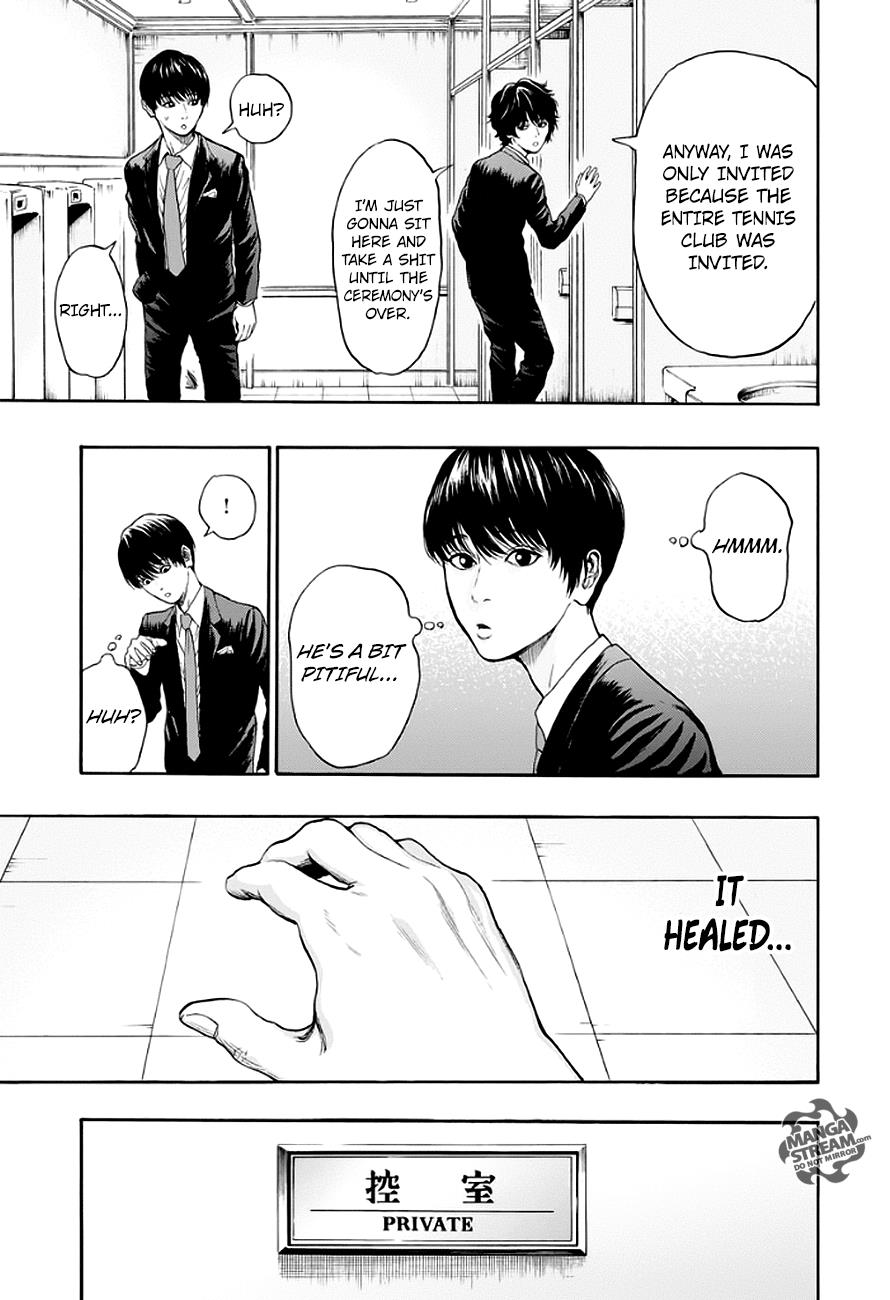 ANYWAY, I WAS
ONLY INVITED
BECAUSE THE
ENTIRE TENNIS
CLUB WAS
INVITED.
I'M JUST
GONNA SIT
HERE AND
TAKE A SHIT
UNTIL THE
CEREMONY'S
OVER.
HUH?
RIGHT...
HMMM.
HE'S A BIT
PITIFUL...
!
HUH?
IT
HEALED...
控室
PRIVATE
MANGA
STREAM.com
DO NOT MIRROR!